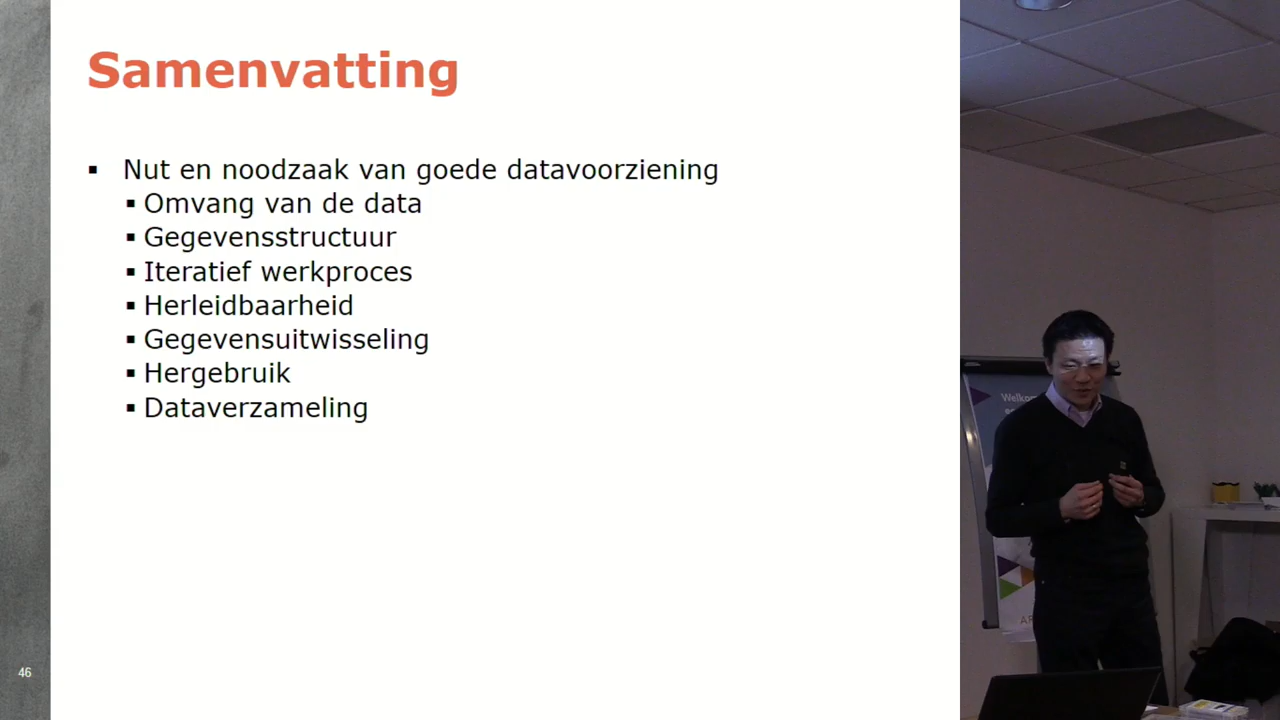 Samenvatting
▪ Nut en noodzaak van goede datavoorziening
▪ Omvang van de data
▪ Gegevensstructuur
▪ Iteratief werkproces
▪ Herleidbaarheid
▪ Gegevensuitwisseling
▪ Hergebruik
▪ Dataverzameling
46